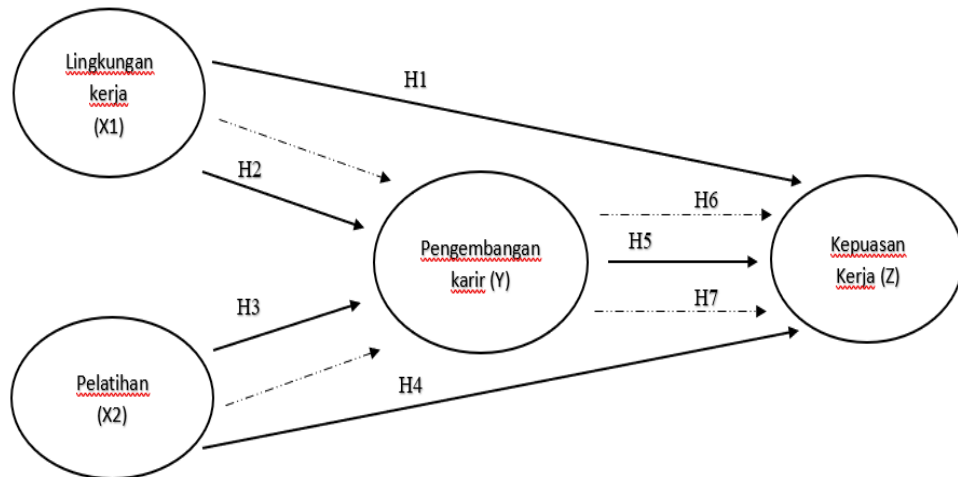 Lingkungan
kerja
(X1)
H1
H2
H6
H5
H7
Pengembangan
karir (Y)
Kepuasan
Kerja (Z)
H3
Pelatihan
(X2)
H4